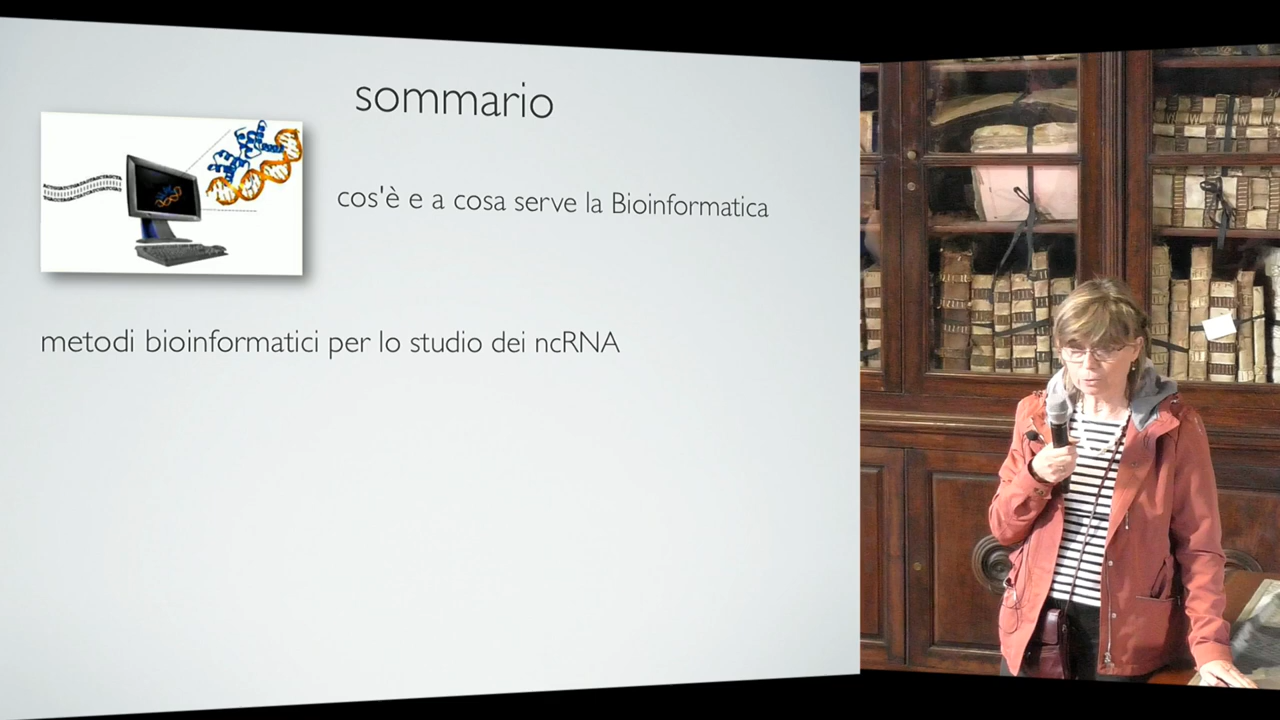 sommario
cos'è e a cosa serve la Bioinformatica
metodi bioinformatici per lo studio dei ncRNA